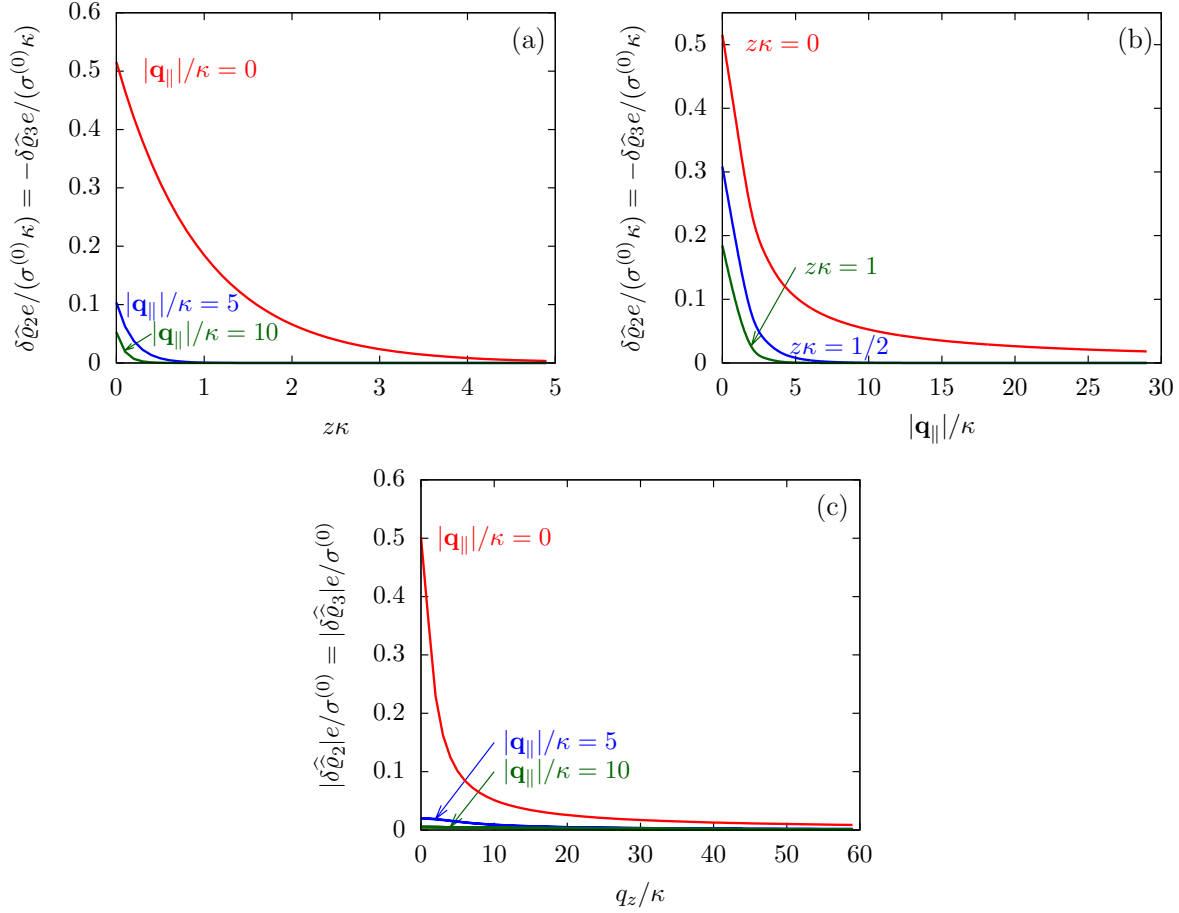 (a)
δϱ̂₂e/(σ⁽⁰⁾κ) = −δϱ̂₃e/(σ⁽⁰⁾κ)
0.6
0.5
0.4
0.3
0.2
0.1
0
|q∥|/κ = 0
|q∥|/κ = 5
|q∥|/κ = 10
0 1 2 3 4 5
zκ
(b)
δϱ̂₂e/(σ⁽⁰⁾κ) = −δϱ̂₃e/(σ⁽⁰⁾κ)
0.5
0.4
0.3
0.2
0.1
0
zκ = 0
zκ = 1
zκ = 1/2
0 5 10 15 20 25 30
|q∥|/κ
(c)
|δϱ̂̂₂|e/σ⁽⁰⁾ = |δϱ̂̂₃|e/σ⁽⁰⁾
0.6
0.5
0.4
0.3
0.2
0.1
0
|q∥|/κ = 0
|q∥|/κ = 5
|q∥|/κ = 10
0 10 20 30 40 50 60
q_z/κ